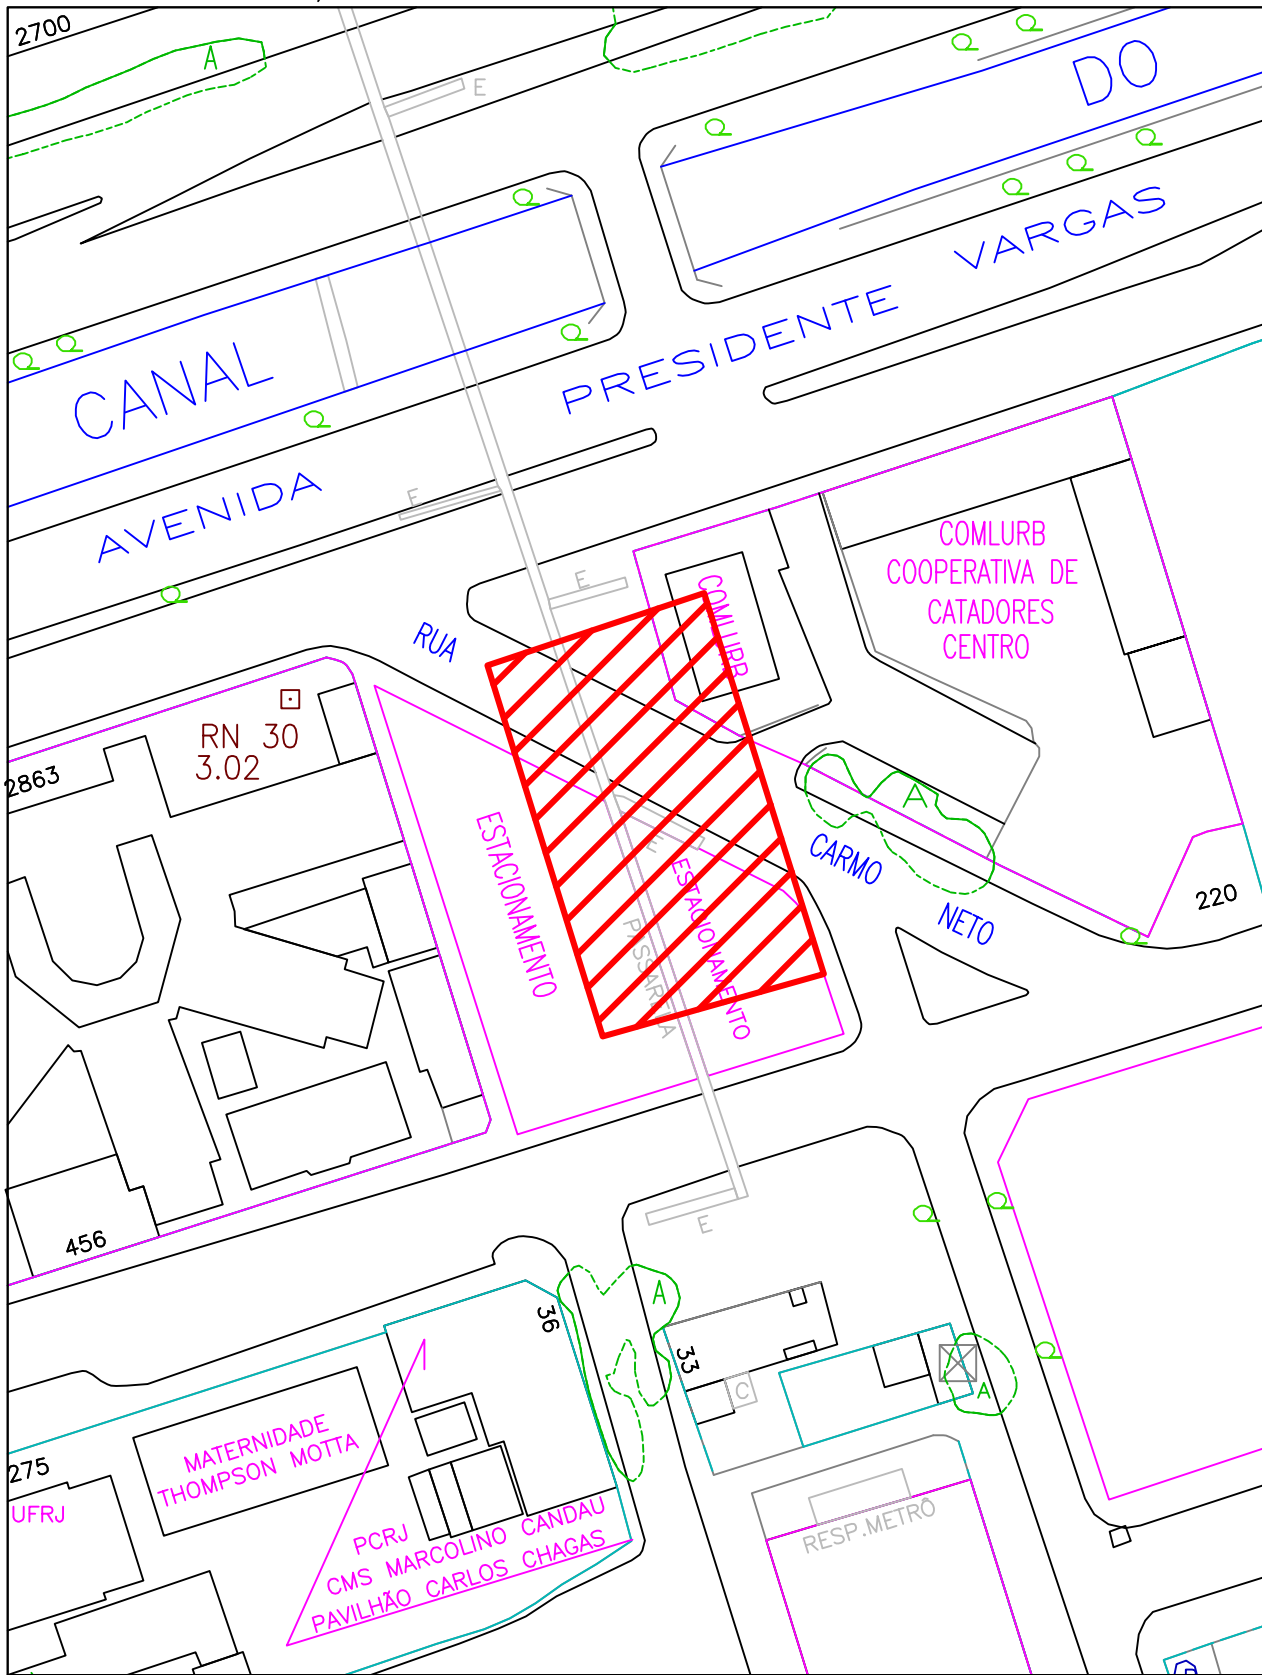 2700
A
E
Q
Q
DO
Q
Q
Q
Q
Q
VARGAS
PRESIDENTE
Q
Q
Q
CANAL
Q
AVENIDA
E
Q
E
RUA
COMLURB
COMLURB
COOPERATIVA DE
CATADORES
CENTRO
RN 30
3.02
2863
ESTACIONAMENTO
E
ESTACIONAMENTO
PASSARELA
A
CARMO
NETO
220
Q
456
E
Q
Q
A
36
33
Q
C
A
MATERNIDADE
THOMPSON MOTTA
275
UFRJ
PCRJ
CMS MARCOLINO CANDAU
PAVILHÃO CARLOS CHAGAS
RESP.METRÔ